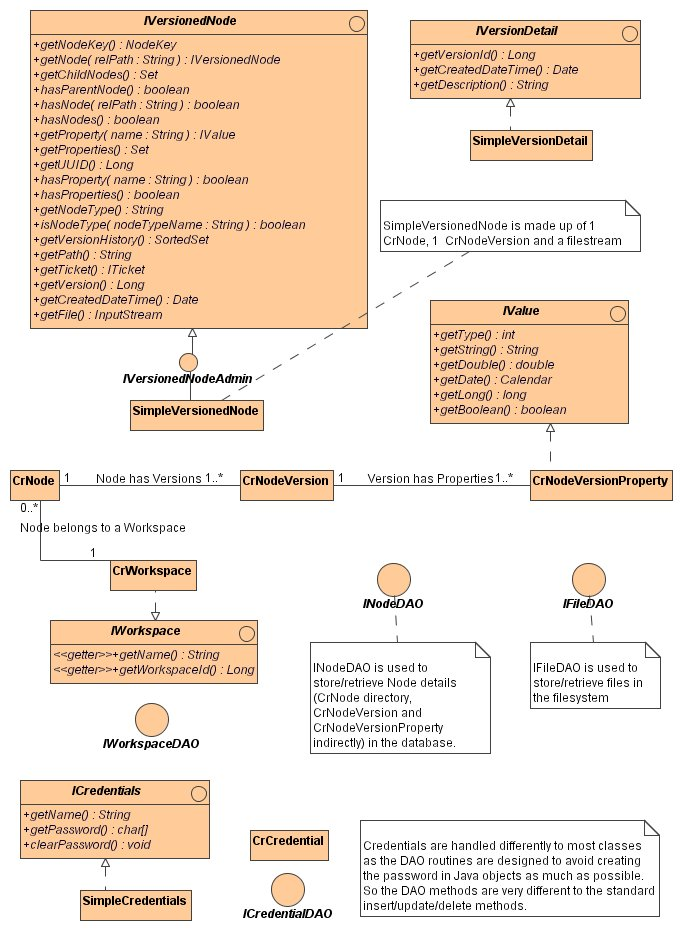 IVersionedNode
+getNodeKey() : NodeKey
+getNode( relPath : String ) : IVersionedNode
+getChildNodes() : Set
+hasParentNode() : boolean
+hasNode( relPath : String ) : boolean
+hasNodes() : boolean
+getProperty( name : String ) : IValue
+getProperties() : Set
+getUUID() : Long
+hasProperty( name : String ) : boolean
+hasProperties() : boolean
+getNodeType() : String
+isNodeType( nodeTypeName : String ) : boolean
+getVersionHistory() : SortedSet
+getPath() : String
+getTicket() : ITicket
+getVersion() : Long
+getCreatedDateTime() : Date
+getFile() : InputStream
IVersionDetail
+getVersionId() : Long
+getCreatedDateTime() : Date
+getDescription() : String
SimpleVersionDetail
SimpleVersionedNode is made up of 1
CrNode, 1 CrNodeVersion and a filestream
IValue
+getType() : int
+getString() : String
+getDouble() : double
+getDate() : Calendar
+getLong() : long
+getBoolean() : boolean
IVersionedNodeAdmin
SimpleVersionedNode
CrNode
1
Node has Versions
1..*
CrNodeVersion
1
Version has Properties
1..*
CrNodeVersionProperty
0..*
Node belongs to a Workspace
1
CrWorkspace
IWorkspace
<<getter>>+getName() : String
<<getter>>+getWorkspaceId() : Long
IWorkspaceDAO
INodeDAO
INodeDAO is used to
store/retrieve Node details
(CrNode directory,
CrNodeVersion and
CrNodeVersionProperty
indirectly) in the database.
IFileDAO
IFileDAO is used to
store/retrieve files in
the filesystem
ICredentials
+getName() : String
+getPassword() : char[]
+clearPassword() : void
SimpleCredentials
CrCredential
ICredentialDAO
Credentials are handled differently to most classes
as the DAO routines are designed to avoid creating
the password in Java objects as much as possible.
So the DAO methods are very different to the standard
insert/update/delete methods.